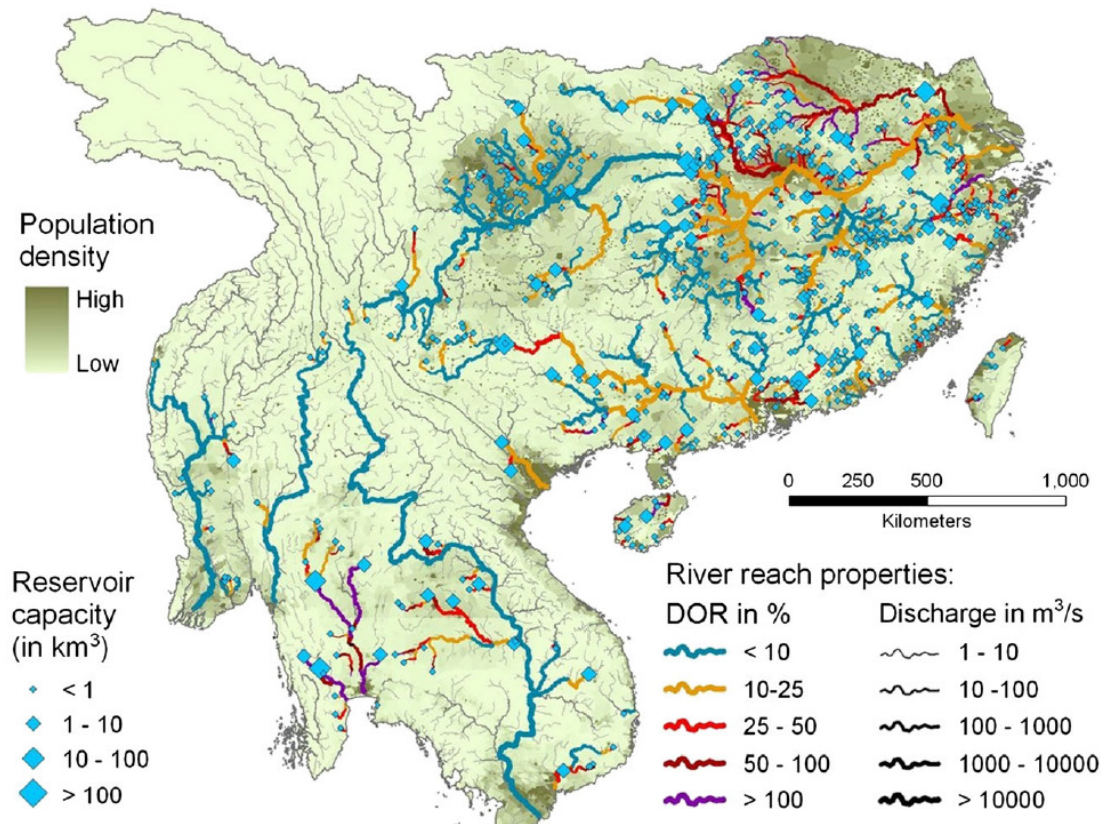 Population
density
High
Low
Reservoir
capacity
(in km³)
< 1
1 - 10
10 - 100
> 100
0 250 500 1,000
Kilometers
River reach properties:
DOR in %
< 10
10-25
25 - 50
50 - 100
> 100
Discharge in m³/s
1 - 10
10 -100
100 - 1000
1000 - 10000
> 10000